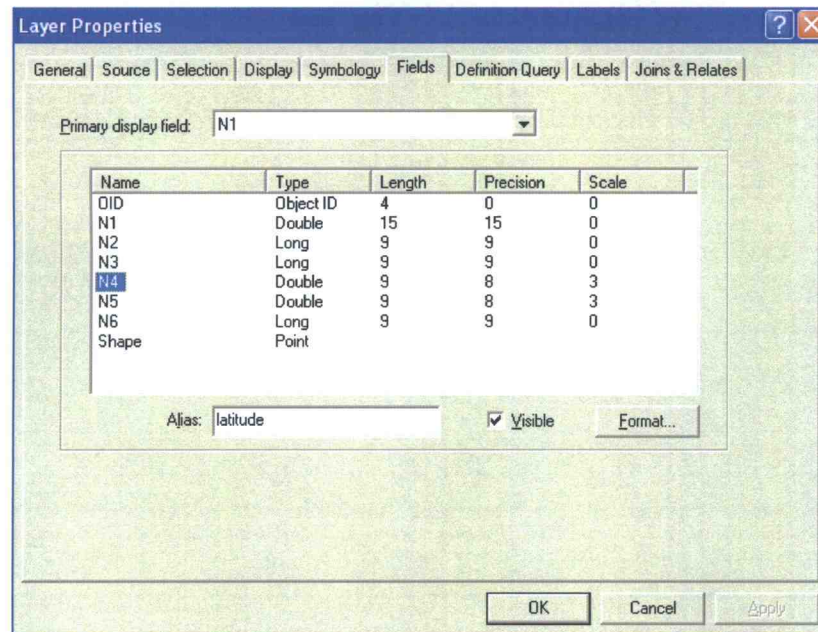 Layer Properties
General Source Selection Display Symbology Fields Definition Query Labels Joins & Relates
Primary display field: N1
Name Type Length Precision Scale
OID Object ID 4 0 0
N1 Double 15 15 0
N2 Long 9 9 0
N3 Long 9 9 0
N4 Double 9 8 3
N5 Double 9 8 3
N6 Long 9 9 0
Shape Point
Alias: latitude Visible Format...
OK Cancel Apply